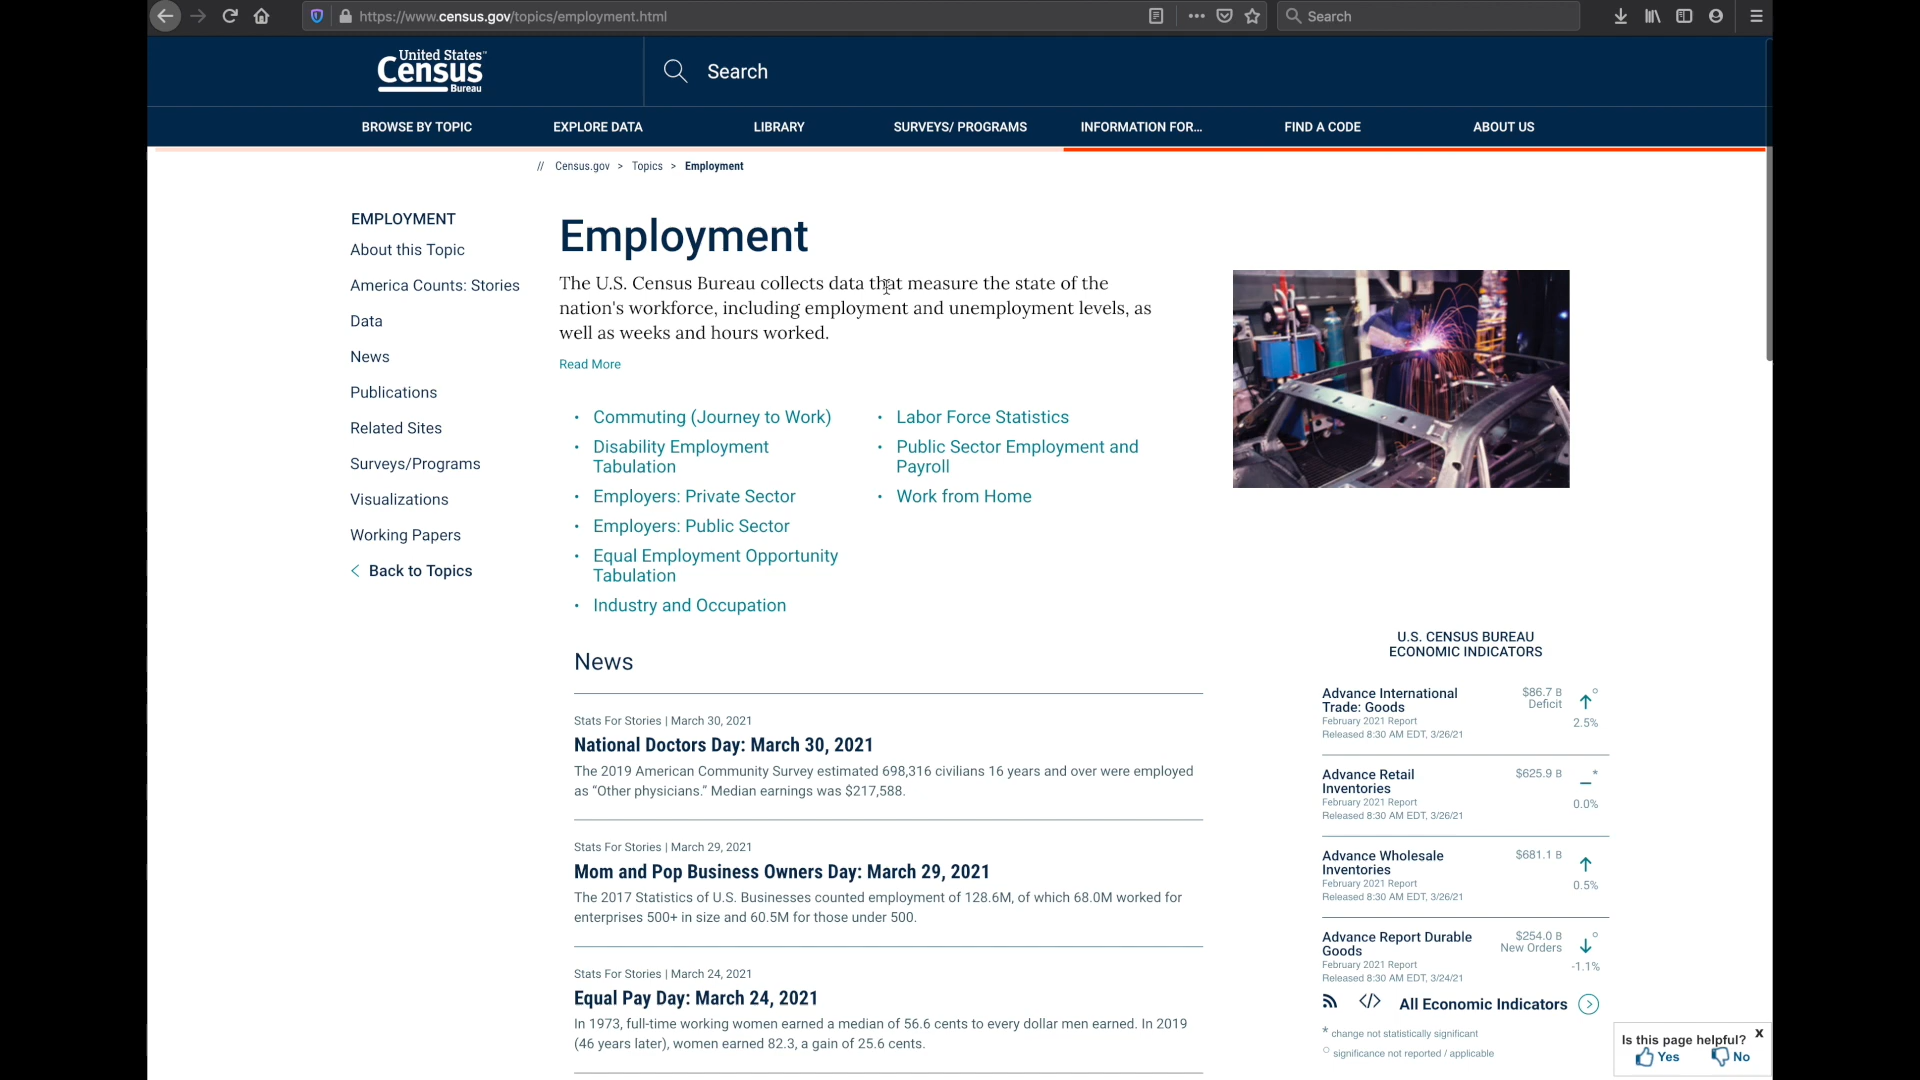 https://www.census.gov/topics/employment.html
Search
United States™
Census
Bureau
Search
BROWSE BY TOPIC
EXPLORE DATA
LIBRARY
SURVEYS/ PROGRAMS
INFORMATION FOR...
FIND A CODE
ABOUT US
// Census.gov > Topics > Employment
EMPLOYMENT
About this Topic
America Counts: Stories
Data
News
Publications
Related Sites
Surveys/Programs
Visualizations
Working Papers
< Back to Topics
Employment
The U.S. Census Bureau collects data that measure the state of the
nation's workforce, including employment and unemployment levels, as
well as weeks and hours worked.
Read More
• Commuting (Journey to Work)
• Disability Employment
Tabulation
• Employers: Private Sector
• Employers: Public Sector
• Equal Employment Opportunity
Tabulation
• Industry and Occupation
• Labor Force Statistics
• Public Sector Employment and
Payroll
• Work from Home
News
Stats For Stories | March 30, 2021
National Doctors Day: March 30, 2021
The 2019 American Community Survey estimated 698,316 civilians 16 years and over were employed
as “Other physicians.” Median earnings was $217,588.
Stats For Stories | March 29, 2021
Mom and Pop Business Owners Day: March 29, 2021
The 2017 Statistics of U.S. Businesses counted employment of 128.6M, of which 68.0M worked for
enterprises 500+ in size and 60.5M for those under 500.
Stats For Stories | March 24, 2021
Equal Pay Day: March 24, 2021
In 1973, full-time working women earned a median of 56.6 cents to every dollar men earned. In 2019
(46 years later), women earned 82.3, a gain of 25.6 cents.
U.S. CENSUS BUREAU
ECONOMIC INDICATORS
Advance International
Trade: Goods
February 2021 Report
Released 8:30 AM EDT, 3/26/21
$86.7 B
Deficit
°
2.5%
Advance Retail
Inventories
February 2021 Report
Released 8:30 AM EDT, 3/26/21
$625.9 B
*
0.0%
Advance Wholesale
Inventories
February 2021 Report
Released 8:30 AM EDT, 3/26/21
$681.1 B
0.5%
Advance Report Durable
Goods
February 2021 Report
Released 8:30 AM EDT, 3/24/21
$254.0 B
New Orders
°
-1.1%
</> All Economic Indicators >
* change not statistically significant
° significance not reported / applicable
Is this page helpful? X
Yes No